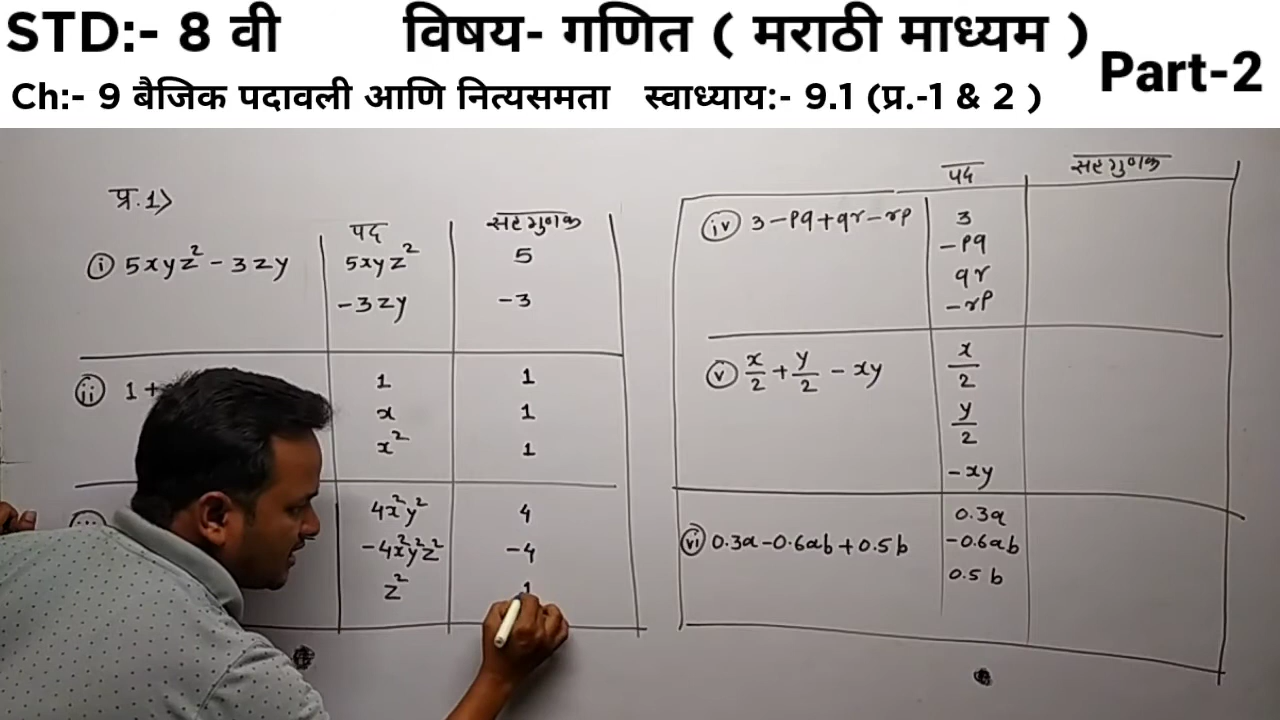 STD:- 8 वी विषय- गणित ( मराठी माध्यम )
Part-2
Ch:- 9 बैजिक पदावली आणि नित्यसमता स्वाध्याय:- 9.1 (प्र.-1 & 2 )
प्र.1>
पद सहगुणक
(i) 5xyz² - 3zy 5xyz² 5
-3zy -3
(ii) 1+ 1 1
x 1
x² 1
4x²y² 4
-4x²y²z² -4
z² 1
पद सहगुणक
(iv) 3-pq+qr-rp 3
-pq
qr
-rp
(v) x/2 + y/2 - xy x/2
y/2
-xy
(vi) 0.3a-0.6ab+0.5b 0.3a
-0.6ab
0.5b